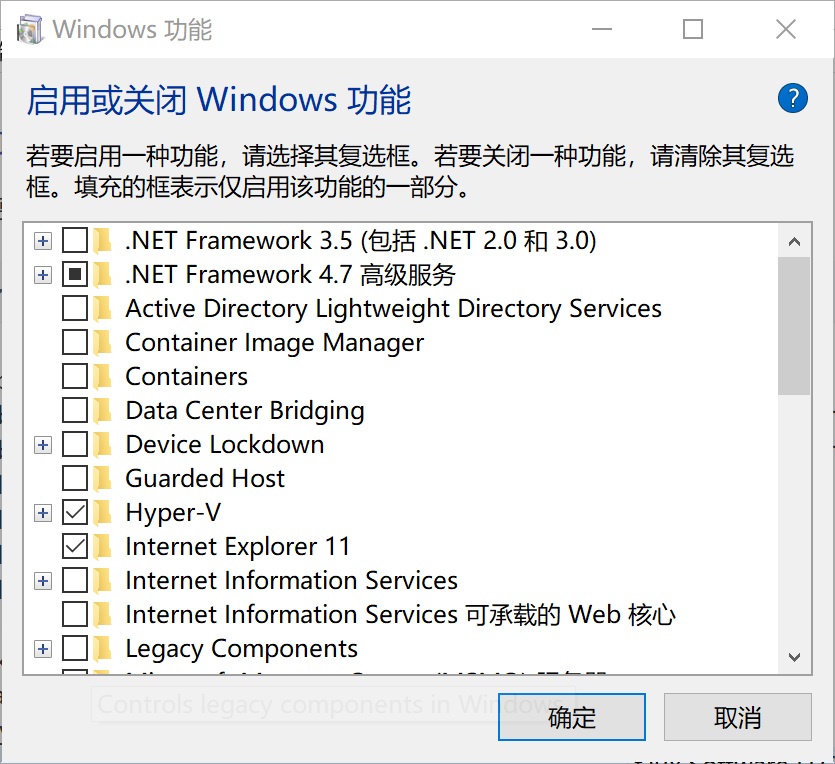 Windows 功能
启用或关闭 Windows 功能
若要启用一种功能，请选择其复选框。若要关闭一种功能，请清除其复选
框。填充的框表示仅启用该功能的一部分。
.NET Framework 3.5 (包括 .NET 2.0 和 3.0)
.NET Framework 4.7 高级服务
Active Directory Lightweight Directory Services
Container Image Manager
Containers
Data Center Bridging
Device Lockdown
Guarded Host
Hyper-V
Internet Explorer 11
Internet Information Services
Internet Information Services 可承载的 Web 核心
Legacy Components
Controls legacy components in Windows.
确定
取消